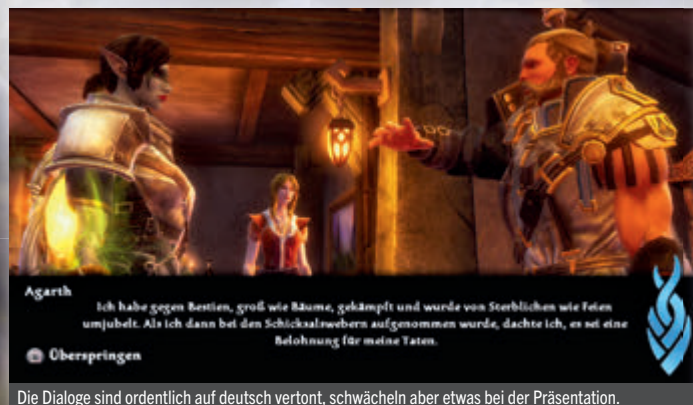 Agarth
Ich habe gegen Bestien, groß wie Bäume, gekämpft und wurde von Sterblichen wie Feien
umjubelt. Als ich dann bei den Schicksalswebern aufgenommen wurde, dachte ich, es sei eine
Belohnung für meine Taten.
Überspringen
Die Dialoge sind ordentlich auf deutsch vertont, schwächeln aber etwas bei der Präsentation.